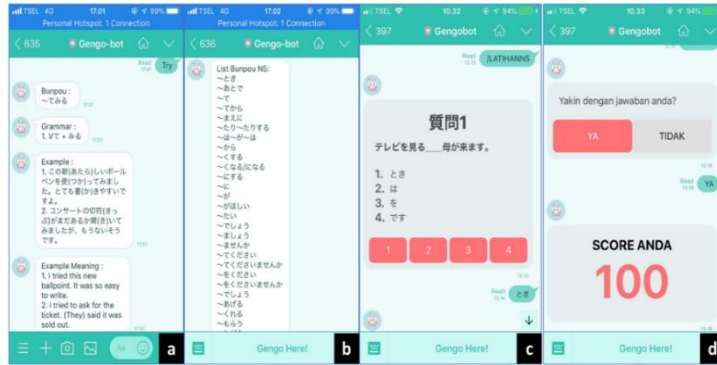 TSEL 4G 17.01 99%
Personal Hotspot: 1 Connection
635 Gengo-bot
Read
17.01
Try
Bunpou :
~てみる
17.01
Grammar :
1. Vて + みる
17.01
Example :
1. この新(あたら)しいボール
ペンを使(つか)ってみまし
た。とても書(か)きやすいで
すよ。
2. コンサートの切符(きっ
ぷ)がまだあるか聞(き)いて
みましたが、もうないそう
です。
17.01
Example Meaning :
1. I tried this new
ballpoint. It was so easy
to write.
2. I tried to ask for the
ticket. (They) said it was
sold out.
Aa
a
TSEL 4G 17.02 99%
Personal Hotspot: 1 Connection
636 Gengo-bot
List Bunpou N5:
~とき
~あとで
~て
~てから
~まえに
~たり~たりする
~は~が~は
~から
~くする
~くなる/になる
~にする
~に
~が
~がほしい
~たい
~でしょう
~ましょう
~ませんか
~てください
~てくださいませんか
~をください
~をくださいませんか
~でしょう
~あげる
~くれる
~もらう
Gengo Here!
b
TSEL 10.32 94%
397 Gengobot
Read
/LATIHANN5
質問1
テレビを見る___母が来ます。
1. とき
2. は
3. を
4. です
1 2 3 4
Read
とき
Gengo Here!
c
TSEL 10.33 94%
397 Gengobot
Yakin dengan jawaban anda?
YA TIDAK
Read
YA
SCORE ANDA
100
Gengo Here!
d